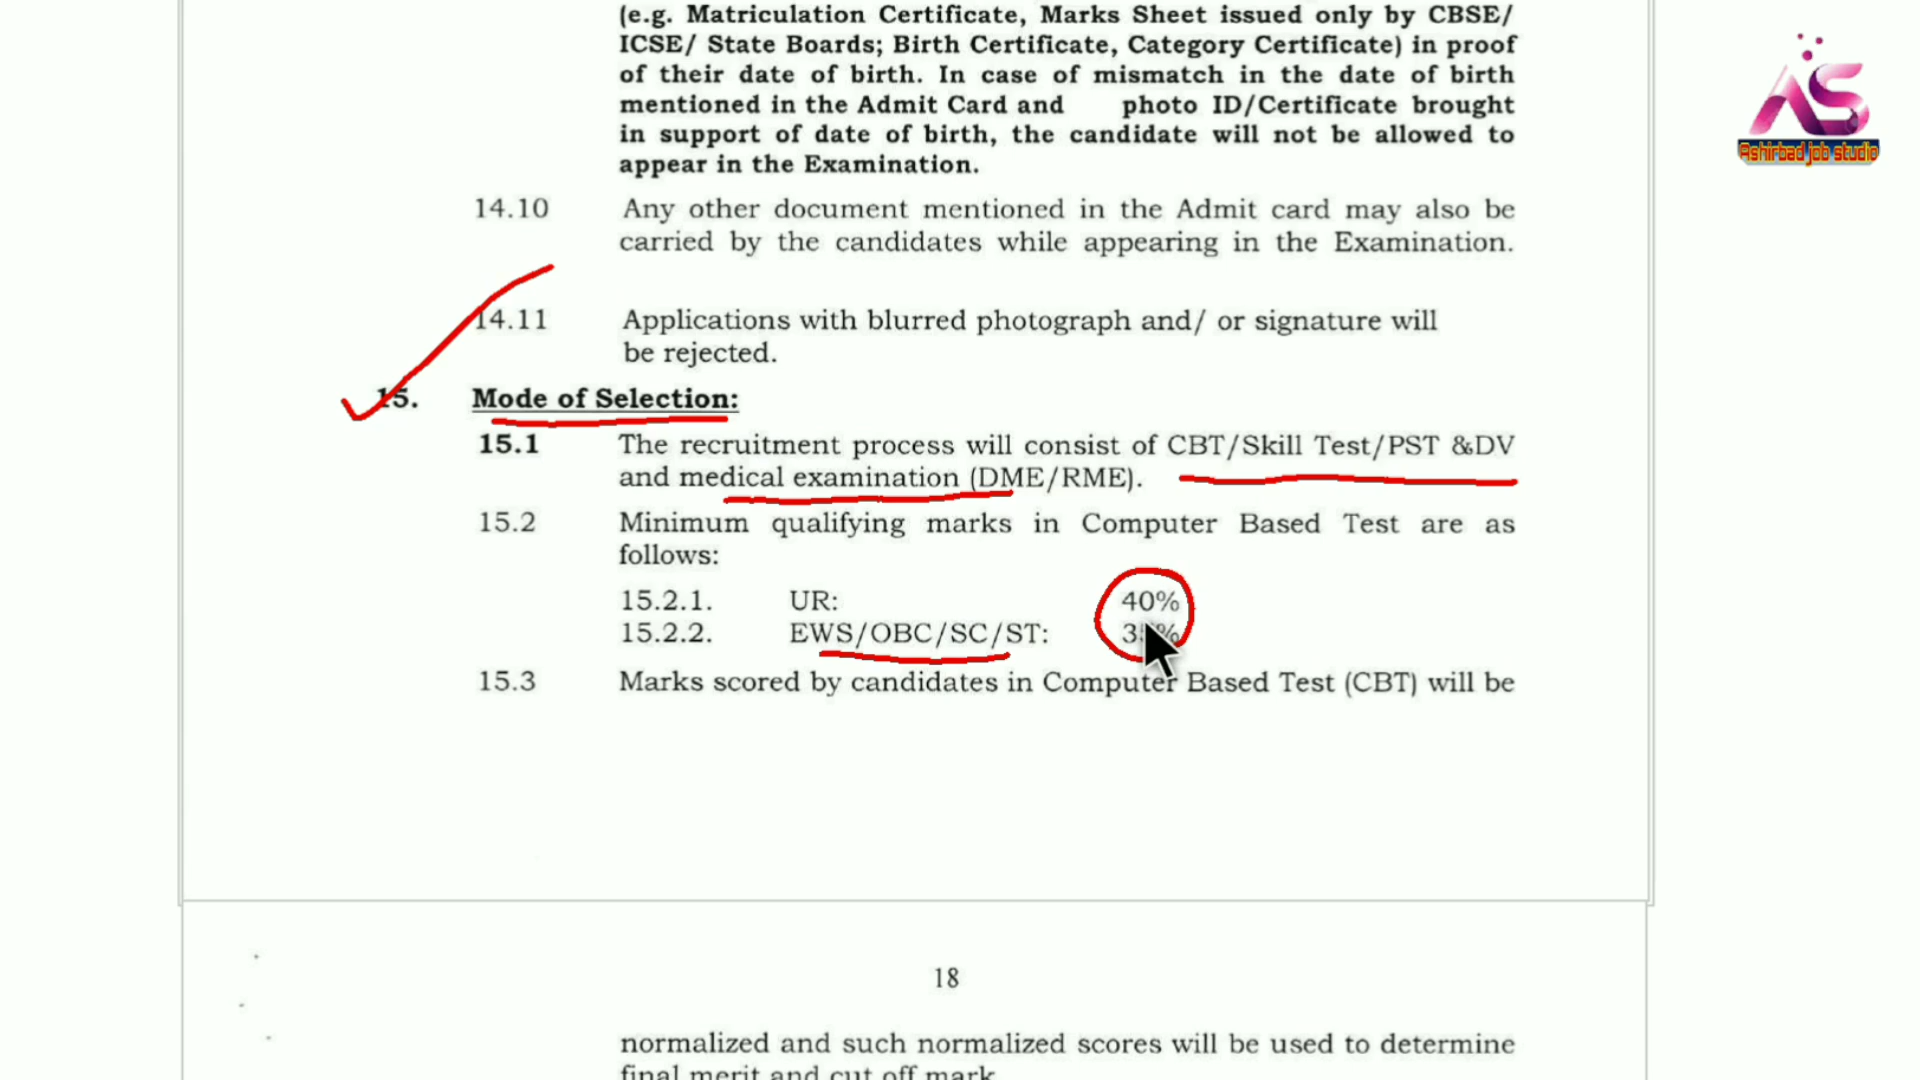 (e.g. Matriculation Certificate, Marks Sheet issued only by CBSE/
ICSE/ State Boards; Birth Certificate, Category Certificate) in proof
of their date of birth. In case of mismatch in the date of birth
mentioned in the Admit Card and photo ID/Certificate brought
in support of date of birth, the candidate will not be allowed to
appear in the Examination.
14.10 Any other document mentioned in the Admit card may also be
carried by the candidates while appearing in the Examination.
14.11 Applications with blurred photograph and/ or signature will
be rejected.
15. Mode of Selection:
15.1 The recruitment process will consist of CBT/Skill Test/PST &DV
and medical examination (DME/RME).
15.2 Minimum qualifying marks in Computer Based Test are as
follows:
15.2.1. UR: 40%
15.2.2. EWS/OBC/SC/ST:
15.3 Marks scored by candidates in Computer Based Test (CBT) will be
18
normalized and such normalized scores will be used to determine
final merit and cut off mark
AS
Ashirbad job studio